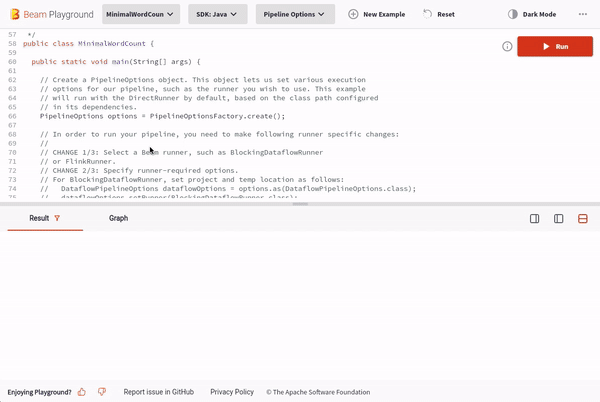 Beam Playground
MinimalWordCoun
SDK: Java
Pipeline Options
New Example
Reset
Dark Mode
57 */
58 public class MinimalWordCount {
59
60 public static void main(String[] args) {
61
62 // Create a PipelineOptions object. This object lets us set various execution
63 // options for our pipeline, such as the runner you wish to use. This example
64 // will run with the DirectRunner by default, based on the class path configured
65 // in its dependencies.
66 PipelineOptions options = PipelineOptionsFactory.create();
67
68 // In order to run your pipeline, you need to make following runner specific changes:
69 //
70 // CHANGE 1/3: Select a Beam runner, such as BlockingDataflowRunner
71 // or FlinkRunner.
72 // CHANGE 2/3: Specify runner-required options.
73 // For BlockingDataflowRunner, set project and temp location as follows:
74 // DataflowPipelineOptions dataflowOptions = options.as(DataflowPipelineOptions.class);
75 // dataflowOptions.setRunner(BlockingDataflowRunner.class);
Run
Result
Graph
Enjoying Playground?
Report issue in GitHub
Privacy Policy
© The Apache Software Foundation